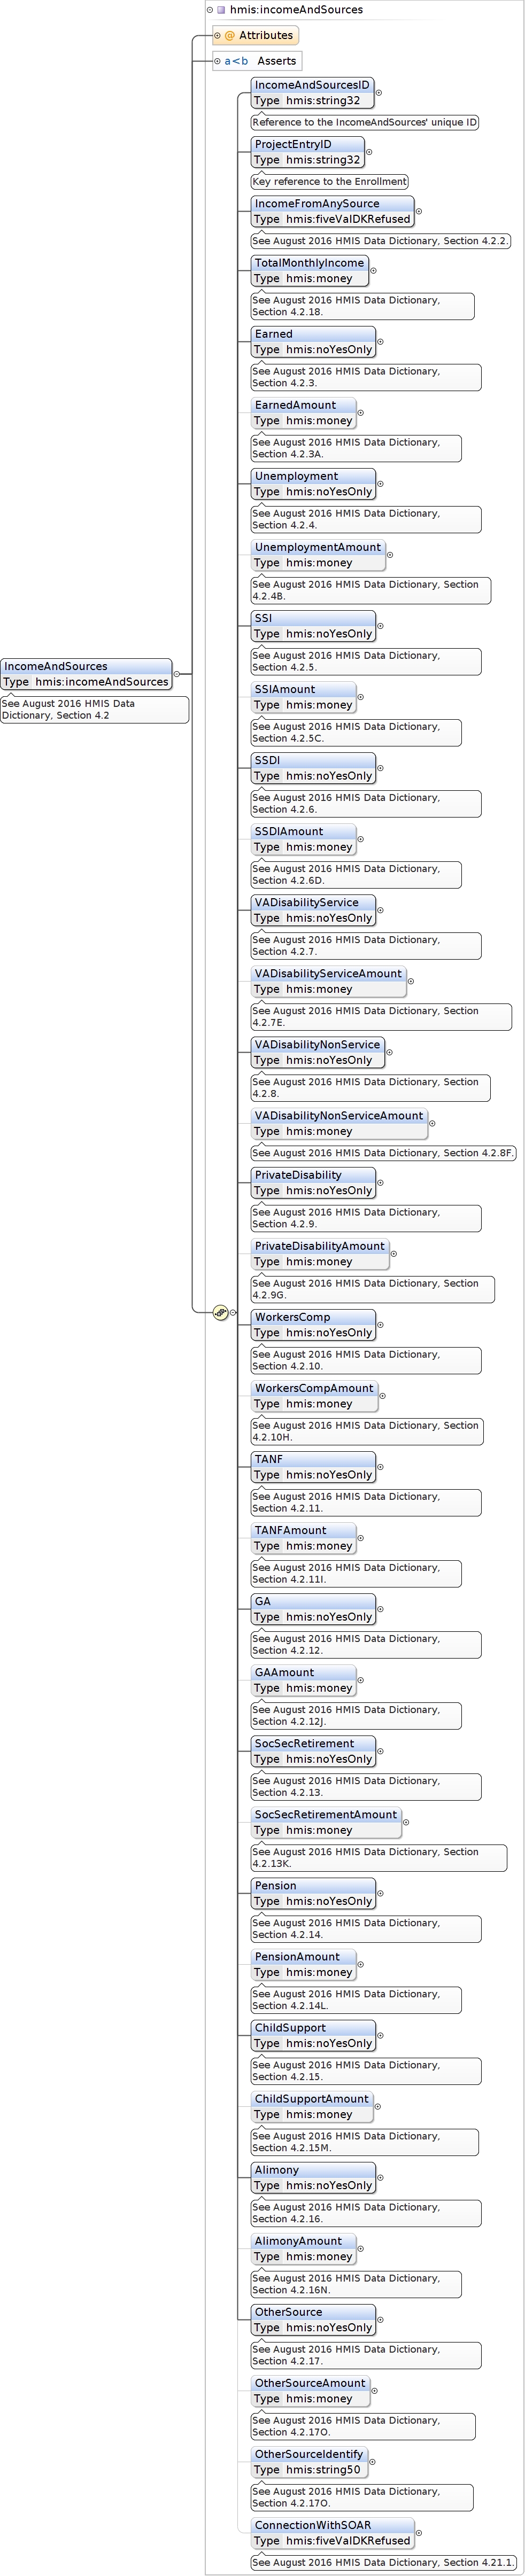 hmis:incomeAndSources
@ Attributes
a<b Asserts
IncomeAndSourcesID
Type hmis:string32
Reference to the IncomeAndSources' unique ID
ProjectEntryID
Type hmis:string32
Key reference to the Enrollment
IncomeFromAnySource
Type hmis:fiveValDKRefused
See August 2016 HMIS Data Dictionary, Section 4.2.2.
TotalMonthlyIncome
Type hmis:money
See August 2016 HMIS Data Dictionary,
Section 4.2.18.
Earned
Type hmis:noYesOnly
See August 2016 HMIS Data Dictionary,
Section 4.2.3.
EarnedAmount
Type hmis:money
See August 2016 HMIS Data Dictionary,
Section 4.2.3A.
Unemployment
Type hmis:noYesOnly
See August 2016 HMIS Data Dictionary,
Section 4.2.4.
UnemploymentAmount
Type hmis:money
See August 2016 HMIS Data Dictionary, Section
4.2.4B.
SSI
Type hmis:noYesOnly
See August 2016 HMIS Data Dictionary,
Section 4.2.5.
IncomeAndSources
Type hmis:incomeAndSources
See August 2016 HMIS Data
Dictionary, Section 4.2
SSIAmount
Type hmis:money
See August 2016 HMIS Data Dictionary,
Section 4.2.5C.
SSDI
Type hmis:noYesOnly
See August 2016 HMIS Data Dictionary,
Section 4.2.6.
SSDIAmount
Type hmis:money
See August 2016 HMIS Data Dictionary,
Section 4.2.6D.
VADisabilityService
Type hmis:noYesOnly
See August 2016 HMIS Data Dictionary,
Section 4.2.7.
VADisabilityServiceAmount
Type hmis:money
See August 2016 HMIS Data Dictionary, Section
4.2.7E.
VADisabilityNonService
Type hmis:noYesOnly
See August 2016 HMIS Data Dictionary, Section
4.2.8.
VADisabilityNonServiceAmount
Type hmis:money
See August 2016 HMIS Data Dictionary, Section 4.2.8F.
PrivateDisability
Type hmis:noYesOnly
See August 2016 HMIS Data Dictionary,
Section 4.2.9.
PrivateDisabilityAmount
Type hmis:money
See August 2016 HMIS Data Dictionary, Section
4.2.9G.
WorkersComp
Type hmis:noYesOnly
See August 2016 HMIS Data Dictionary,
Section 4.2.10.
WorkersCompAmount
Type hmis:money
See August 2016 HMIS Data Dictionary, Section
4.2.10H.
TANF
Type hmis:noYesOnly
See August 2016 HMIS Data Dictionary,
Section 4.2.11.
TANFAmount
Type hmis:money
See August 2016 HMIS Data Dictionary,
Section 4.2.11I.
GA
Type hmis:noYesOnly
See August 2016 HMIS Data Dictionary,
Section 4.2.12.
GAAmount
Type hmis:money
See August 2016 HMIS Data Dictionary,
Section 4.2.12J.
SocSecRetirement
Type hmis:noYesOnly
See August 2016 HMIS Data Dictionary,
Section 4.2.13.
SocSecRetirementAmount
Type hmis:money
See August 2016 HMIS Data Dictionary, Section
4.2.13K.
Pension
Type hmis:noYesOnly
See August 2016 HMIS Data Dictionary,
Section 4.2.14.
PensionAmount
Type hmis:money
See August 2016 HMIS Data Dictionary,
Section 4.2.14L.
ChildSupport
Type hmis:noYesOnly
See August 2016 HMIS Data Dictionary,
Section 4.2.15.
ChildSupportAmount
Type hmis:money
See August 2016 HMIS Data Dictionary,
Section 4.2.15M.
Alimony
Type hmis:noYesOnly
See August 2016 HMIS Data Dictionary,
Section 4.2.16.
AlimonyAmount
Type hmis:money
See August 2016 HMIS Data Dictionary,
Section 4.2.16N.
OtherSource
Type hmis:noYesOnly
See August 2016 HMIS Data Dictionary,
Section 4.2.17.
OtherSourceAmount
Type hmis:money
See August 2016 HMIS Data Dictionary,
Section 4.2.17O.
OtherSourceIdentify
Type hmis:string50
See August 2016 HMIS Data Dictionary,
Section 4.2.17O.
ConnectionWithSOAR
Type hmis:fiveValDKRefused
See August 2016 HMIS Data Dictionary, Section 4.21.1.